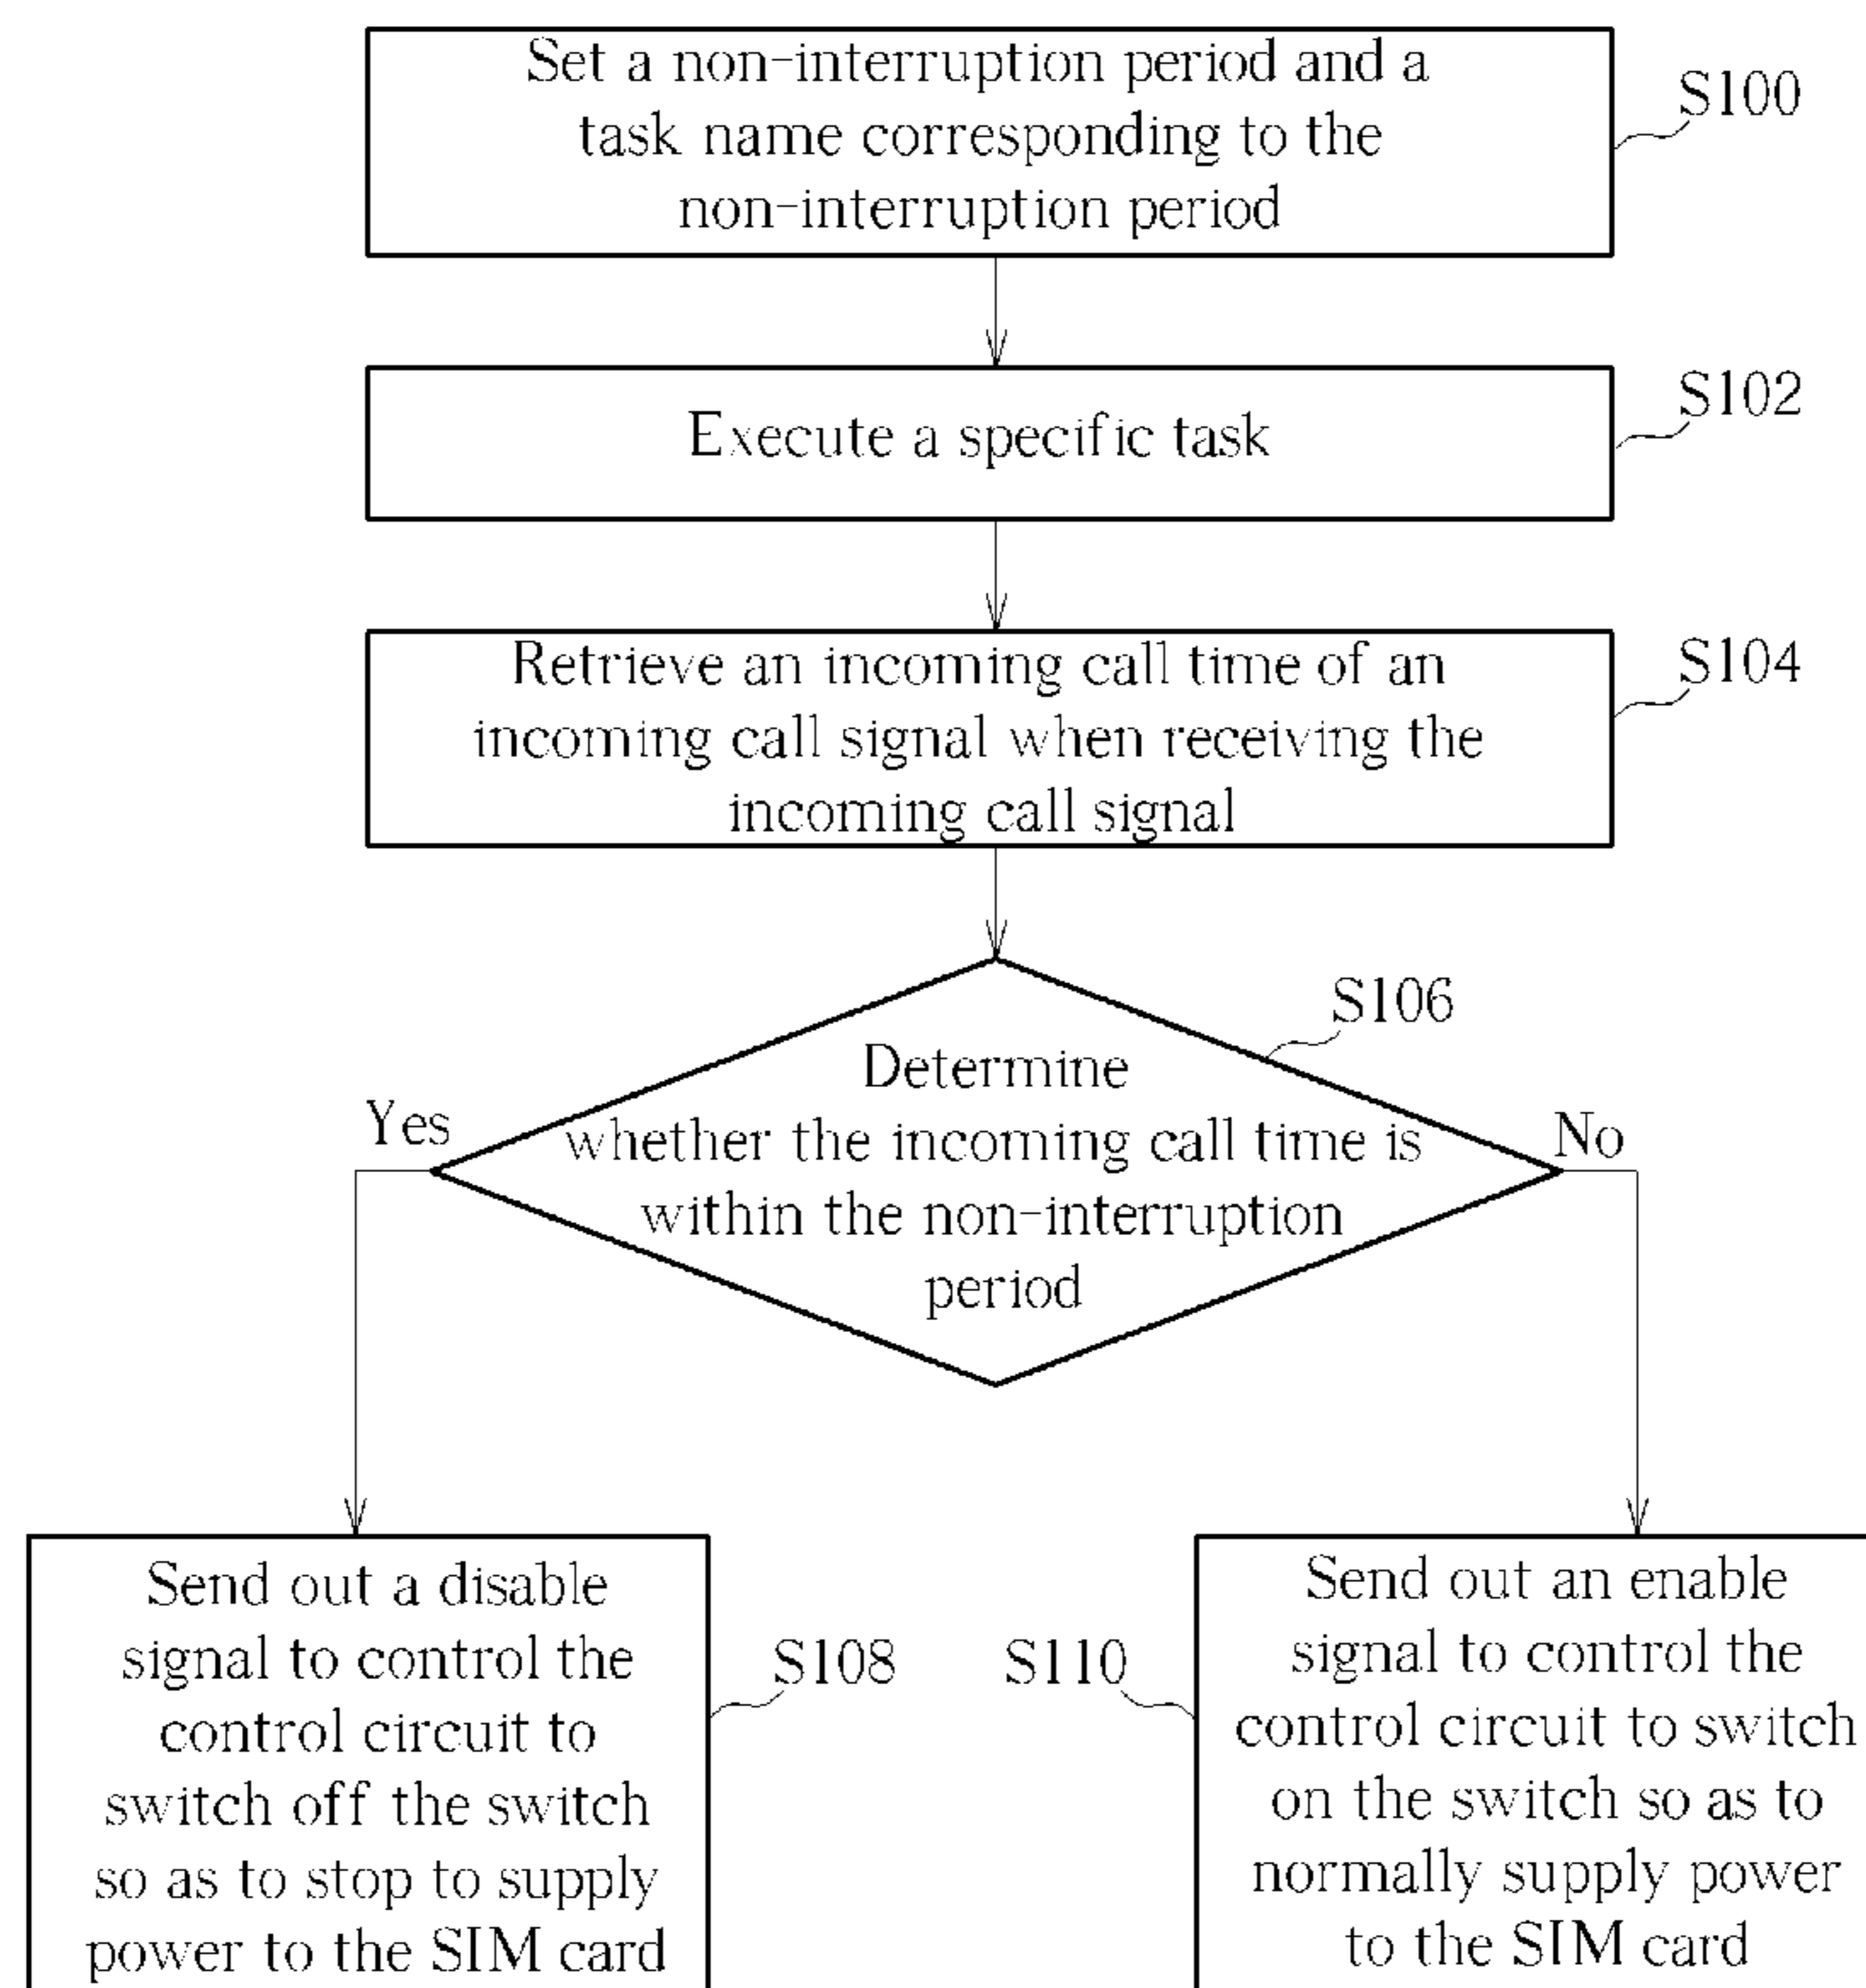 Set a non-interruption period and a
task name corresponding to the
non-interruption period
S100
Execute a specific task
S102
Retrieve an incoming call time of an
incoming call signal when receiving the
incoming call signal
S104
S106
Determine
whether the incoming call time is
within the non-interruption
period
Yes
No
Send out a disable
signal to control the
control circuit to
switch off the switch
so as to stop to supply
power to the SIM card
S108
S110
Send out an enable
signal to control the
control circuit to switch
on the switch so as to
normally supply power
to the SIM card